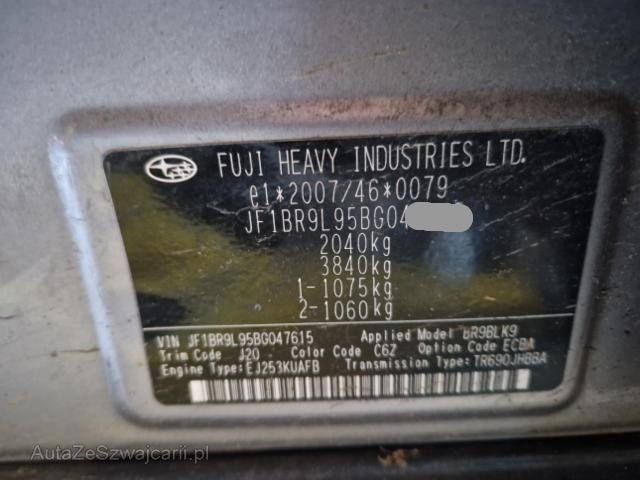 FUJI HEAVY INDUSTRIES LTD.
e1*2007/46*0079
JF1BR9L95BG04
2040kg
3840kg
1-1075kg
2-1060kg
VIN JF1BR9L95BG047615 Applied Model BR9BLK9
Trim Code J20 Color Code C6Z Option Code ECBA
Engine Type: EJ253KUAFB Transmission Type: TR690JHBBA
AutaZeSzwajcarii.pl